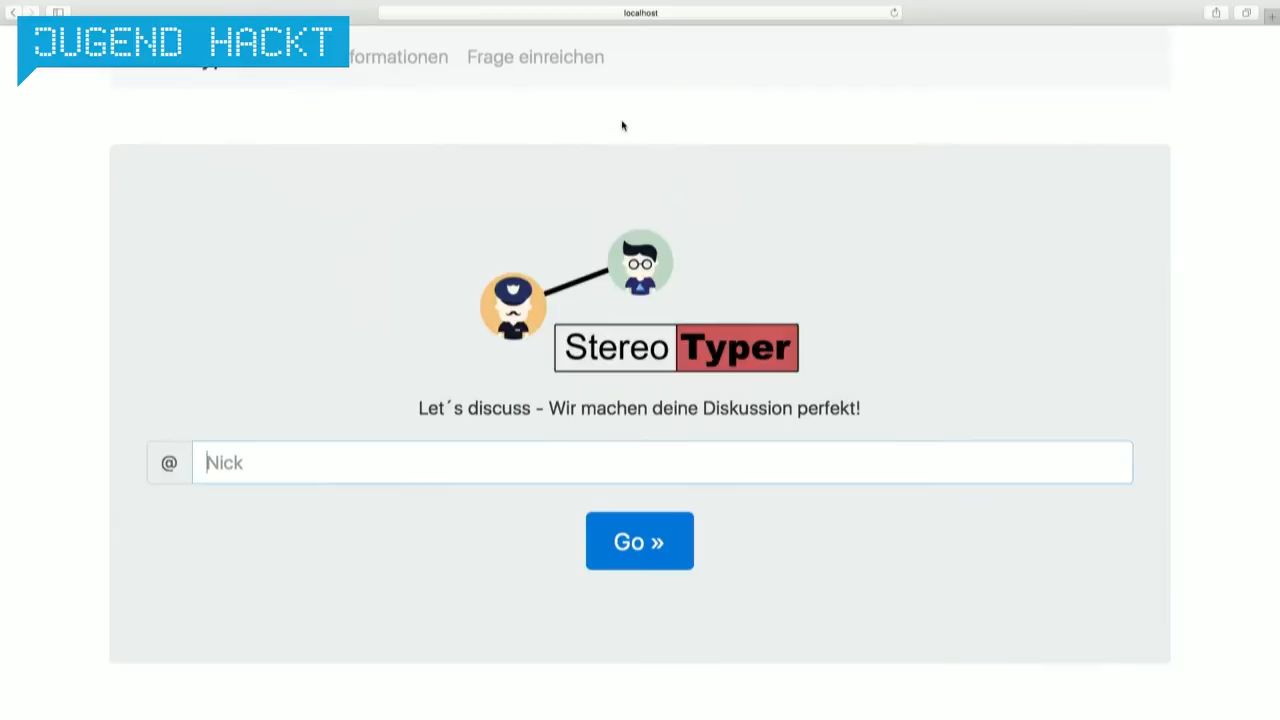 localhost
JUGEND HACKT
formationen Frage einreichen
Stereo Typer
Let´s discuss - Wir machen deine Diskussion perfekt!
@ Nick
Go »